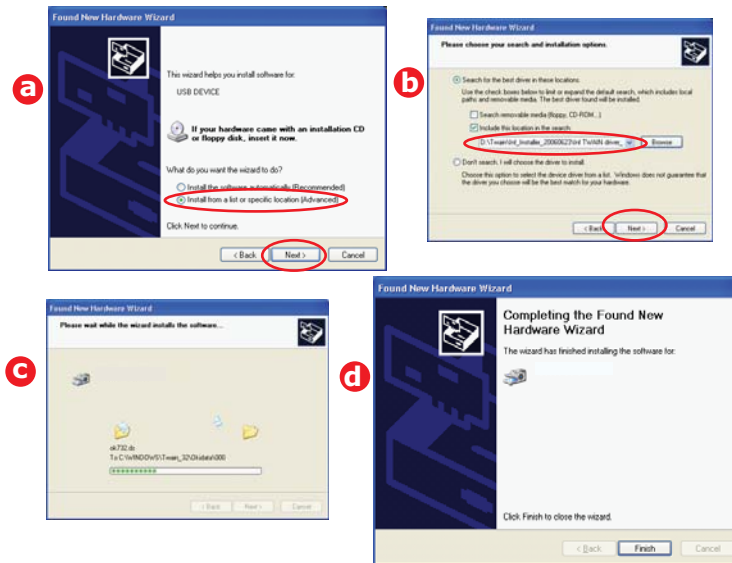 a
Found New Hardware Wizard
This wizard helps you install software for:
USB DEVICE
If your hardware came with an installation CD
or floppy disk, insert it now.
What do you want the wizard to do?
Install the software automatically (Recommended)
Install from a list or specific location (Advanced)
Click Next to continue.
< Back
Next >
Cancel
b
Found New Hardware Wizard
Please choose your search and installation options.
Search for the best driver in these locations.
Use the check boxes below to limit or expand the default search, which includes local
paths and removable media. The best driver found will be installed.
Search removable media (floppy, CD-ROM...)
Include this location in the search:
Browse
Don't search. I will choose the driver to install.
Choose this option to select the device driver from a list. Windows does not guarantee that
the driver you choose will be the best match for your hardware.
< Back
Next >
Cancel
c
Found New Hardware Wizard
Please wait while the wizard installs the software...
ok732.ds
To C:\WINDOWS\Twain_32\Okidata\000
< Back
Next >
Cancel
d
Found New Hardware Wizard
Completing the Found New
Hardware Wizard
The wizard has finished installing the software for:
Click Finish to close the wizard.
< Back
Finish
Cancel